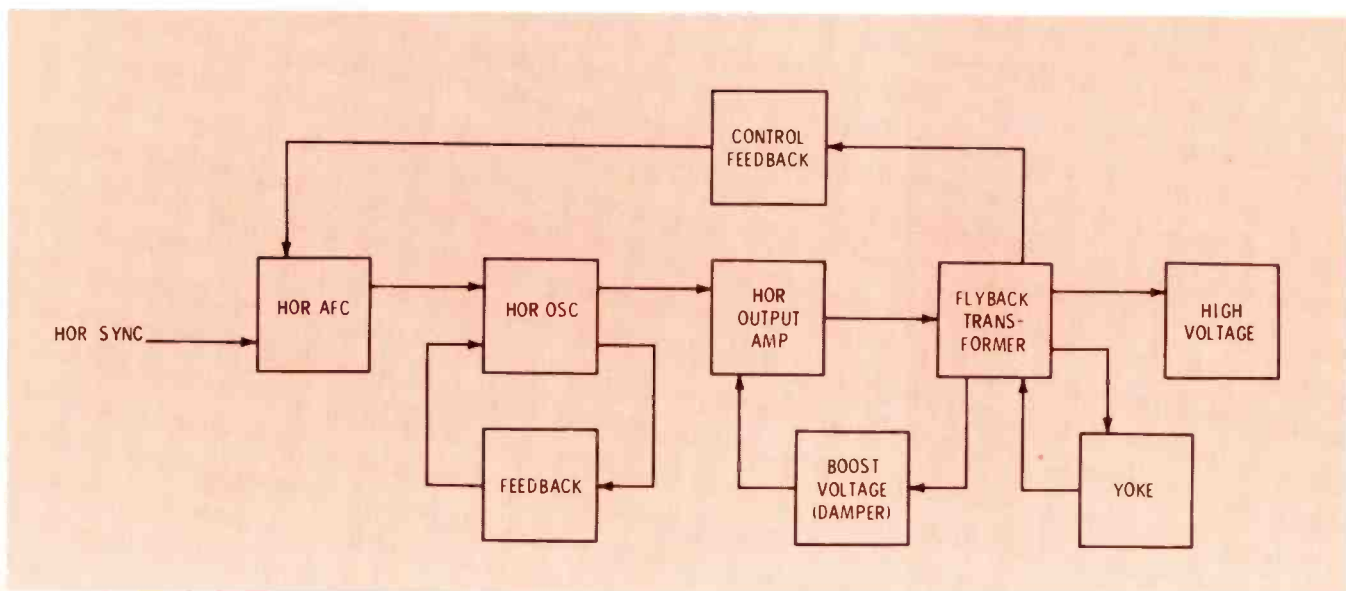 CONTROL
FEEDBACK
HOR SYNC
HOR AFC
HOR OSC
HOR
OUTPUT
AMP
FLYBACK
TRANS-
FORMER
HIGH
VOLTAGE
FEEDBACK
BOOST
VOLTAGE
(DAMPER)
YOKE